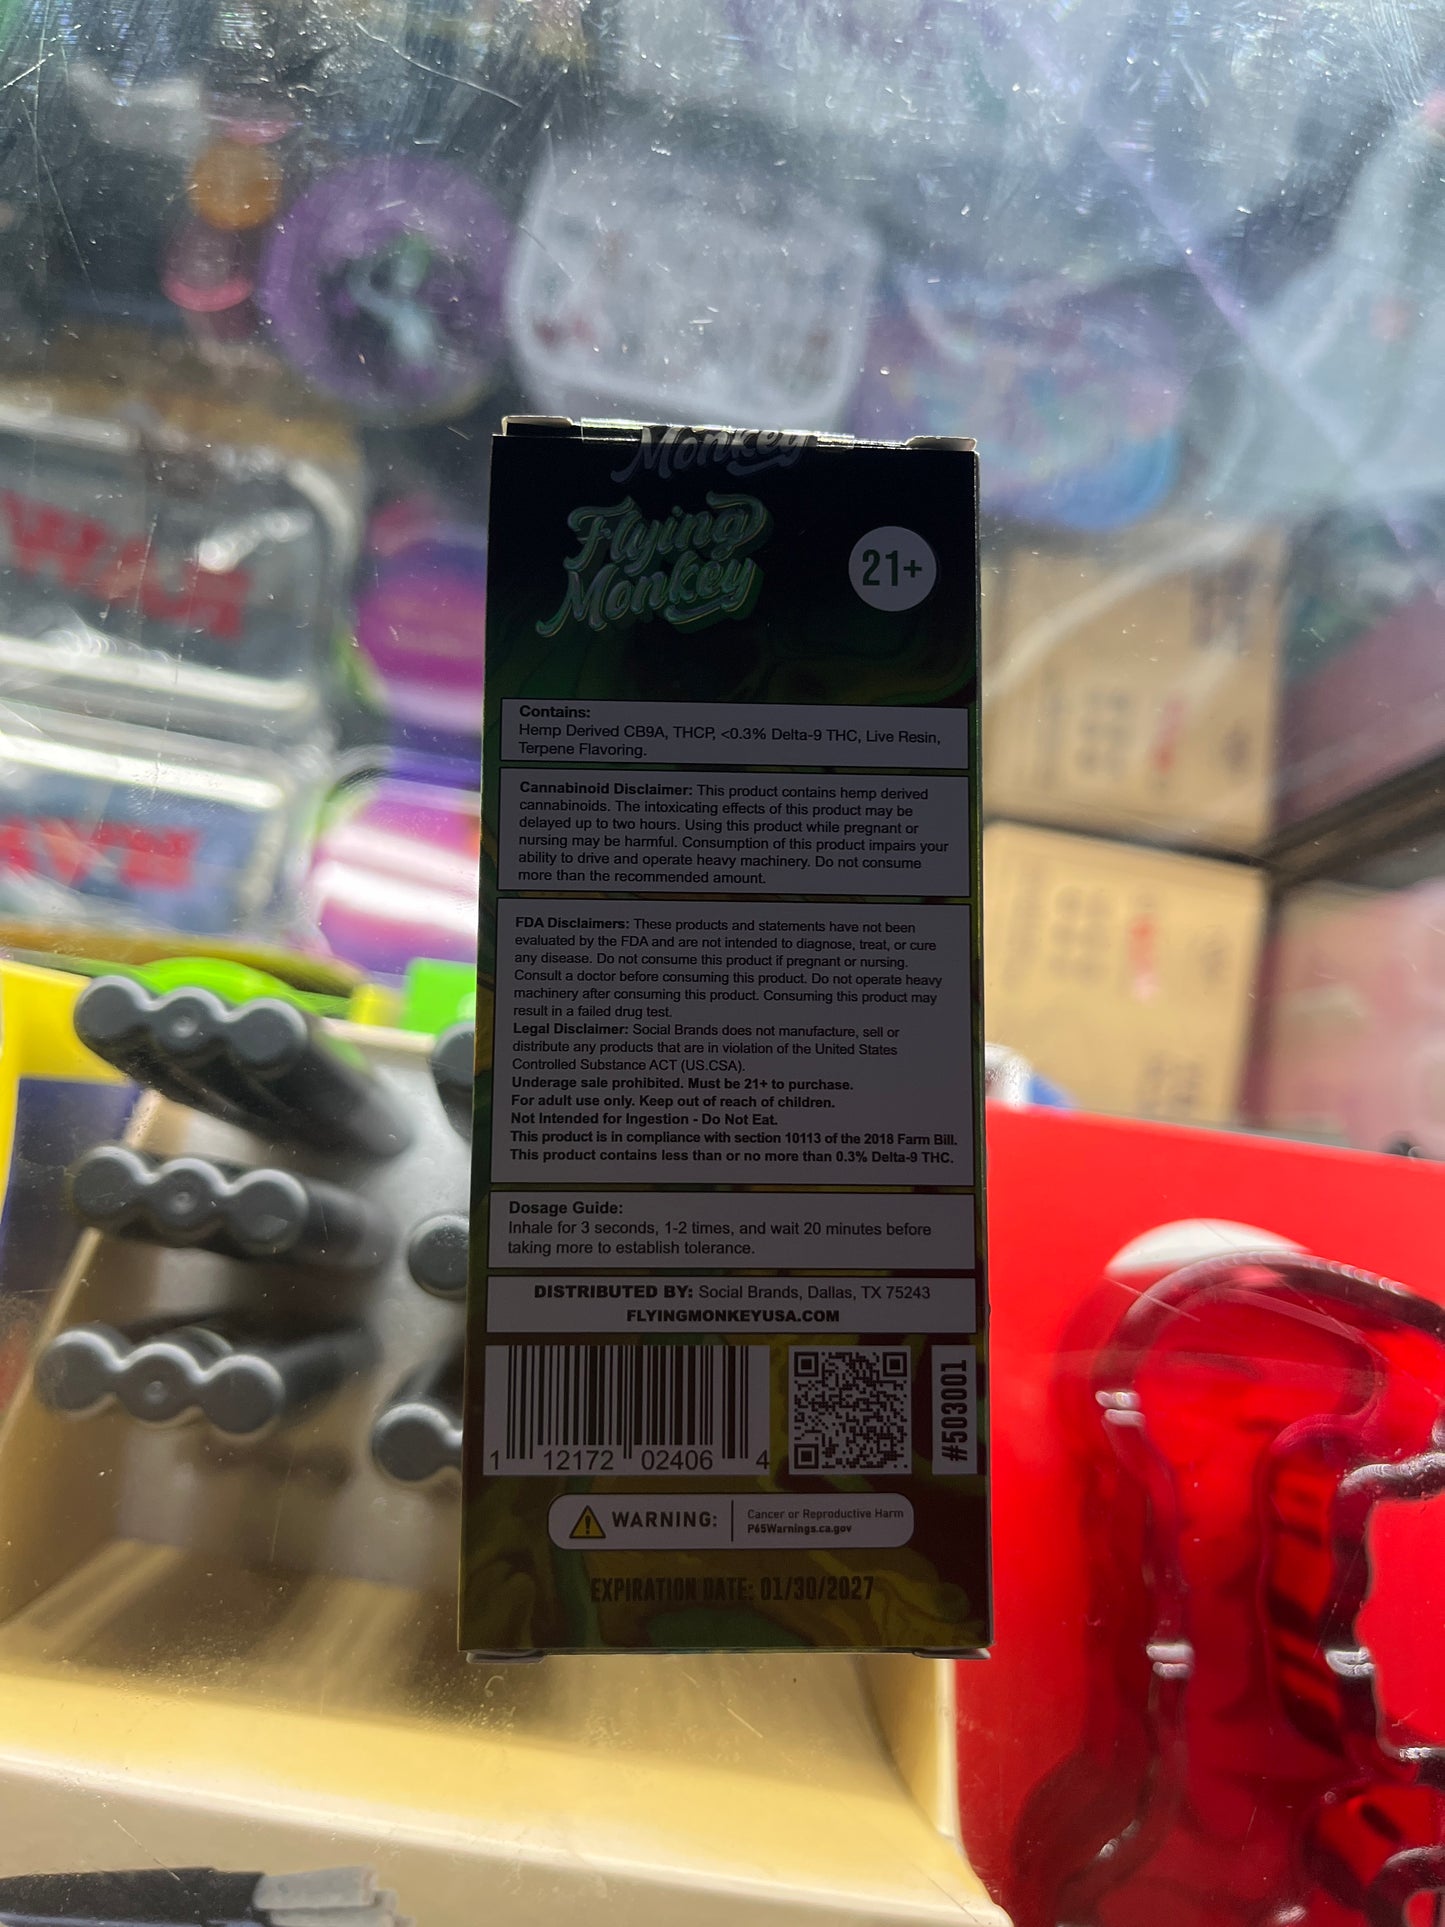 Monkey
Flying
Monkey
21+
Contains:
Hemp Derived CB9A, THCP, <0.3% Delta-9 THC, Live Resin,
Terpene Flavoring.
Cannabinoid Disclaimer: This product contains hemp derived
cannabinoids. The intoxicating effects of this product may be
delayed up to two hours. Using this product while pregnant or
nursing may be harmful. Consumption of this product impairs your
ability to drive and operate heavy machinery. Do not consume
more than the recommended amount.
FDA Disclaimers: These products and statements have not been
evaluated by the FDA and are not intended to diagnose, treat, or cure
any disease. Do not consume this product if pregnant or nursing.
Consult a doctor before consuming this product. Do not operate heavy
machinery after consuming this product. Consuming this product may
result in a failed drug test.
Legal Disclaimer: Social Brands does not manufacture, sell or
distribute any products that are in violation of the United States
Controlled Substance ACT (US.CSA).
Underage sale prohibited. Must be 21+ to purchase.
For adult use only. Keep out of reach of children.
Not Intended for Ingestion - Do Not Eat.
This product is in compliance with section 10113 of the 2018 Farm Bill.
This product contains less than or no more than 0.3% Delta-9 THC.
Dosage Guide:
Inhale for 3 seconds, 1-2 times, and wait 20 minutes before
taking more to establish tolerance.
DISTRIBUTED BY: Social Brands, Dallas, TX 75243
FLYINGMONKEYUSA.COM
1 12172 02406 4
#503001
WARNING:
Cancer or Reproductive Harm
P65Warnings.ca.gov
EXPIRATION DATE: 01/30/2027